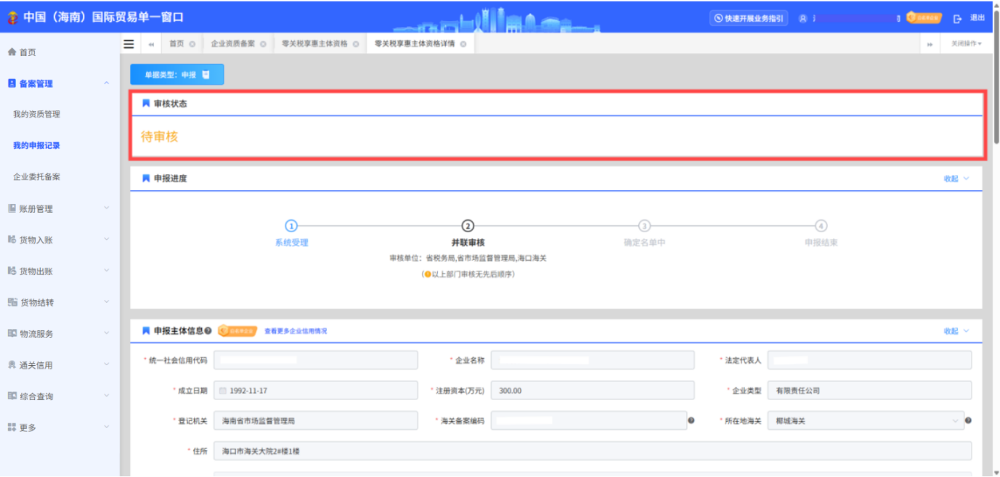 中国（海南）国际贸易单一窗口
快速开展业务指引
退出
首页
企业资质备案
零关税享惠主体资格
零关税享惠主体资格详情
关闭操作
首页
备案管理
我的资质管理
我的申报记录
企业委托备案
账册管理
货物入账
货物出账
货物结转
物流服务
通关信用
综合查询
更多
单据类型：申报
审核状态
待审核
申报进度
收起
1
2
3
4
系统受理
并联审核
确定名单中
申报结束
审核单位：省税务局,省市场监督管理局,海口海关
（以上部门审核无先后顺序）
申报主体信息
查看更多企业信用情况
收起
* 统一社会信用代码
* 企业名称
* 法定代表人
* 成立日期 1992-11-17
* 注册资本(万元) 300.00
* 企业类型 有限责任公司
* 登记机关 海南省市场监督管理局
* 海关备案编码
* 所在地海关 椰城海关
* 住所 海口市海关大院2#楼1楼